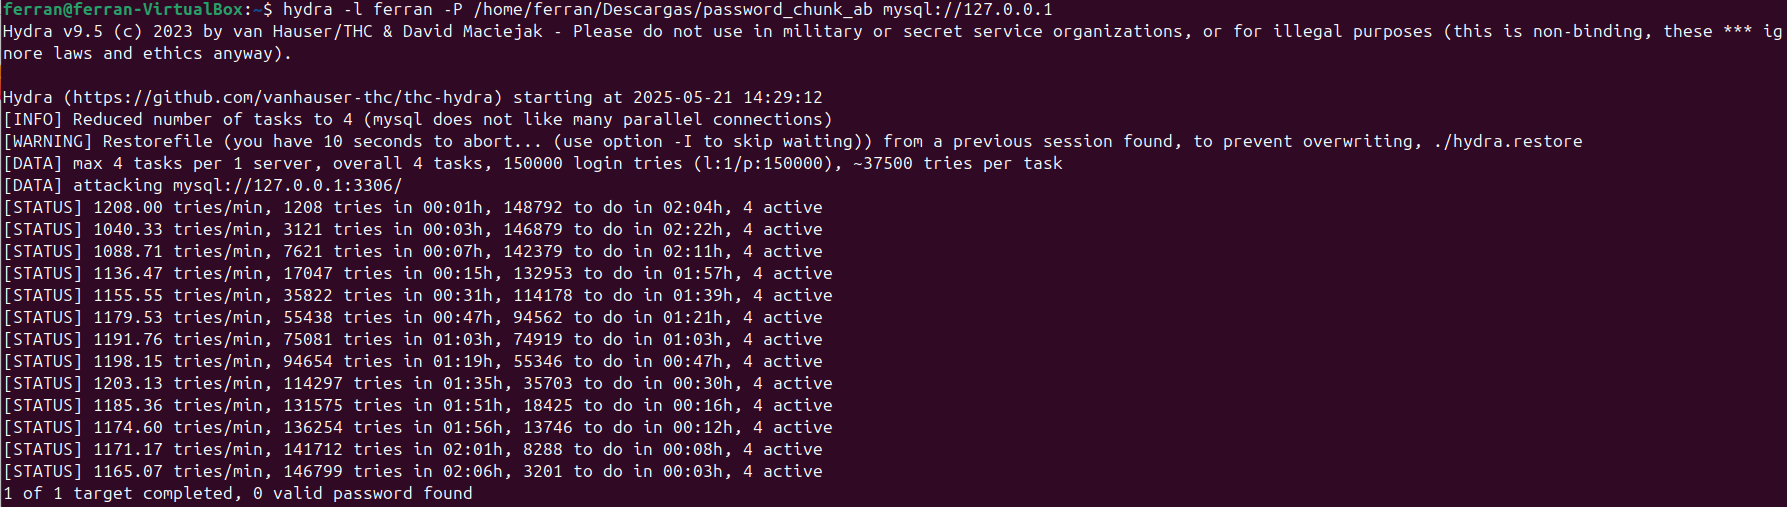 ferran@ferran-VirtualBox:~$ hydra -l ferran -P /home/ferran/Descargas/password_chunk_ab mysql://127.0.0.1
Hydra v9.5 (c) 2023 by van Hauser/THC & David Maciejak - Please do not use in military or secret service organizations, or for illegal purposes (this is non-binding, these *** ig
nore laws and ethics anyway).
Hydra (https://github.com/vanhauser-thc/thc-hydra) starting at 2025-05-21 14:29:12
[INFO] Reduced number of tasks to 4 (mysql does not like many parallel connections)
[WARNING] Restorefile (you have 10 seconds to abort... (use option -I to skip waiting)) from a previous session found, to prevent overwriting, ./hydra.restore
[DATA] max 4 tasks per 1 server, overall 4 tasks, 150000 login tries (l:1/p:150000), ~37500 tries per task
[DATA] attacking mysql://127.0.0.1:3306/
[STATUS] 1208.00 tries/min, 1208 tries in 00:01h, 148792 to do in 02:04h, 4 active
[STATUS] 1040.33 tries/min, 3121 tries in 00:03h, 146879 to do in 02:22h, 4 active
[STATUS] 1088.71 tries/min, 7621 tries in 00:07h, 142379 to do in 02:11h, 4 active
[STATUS] 1136.47 tries/min, 17047 tries in 00:15h, 132953 to do in 01:57h, 4 active
[STATUS] 1155.55 tries/min, 35822 tries in 00:31h, 114178 to do in 01:39h, 4 active
[STATUS] 1179.53 tries/min, 55438 tries in 00:47h, 94562 to do in 01:21h, 4 active
[STATUS] 1191.76 tries/min, 75081 tries in 01:03h, 74919 to do in 01:03h, 4 active
[STATUS] 1198.15 tries/min, 94654 tries in 01:19h, 55346 to do in 00:47h, 4 active
[STATUS] 1203.13 tries/min, 114297 tries in 01:35h, 35703 to do in 00:30h, 4 active
[STATUS] 1185.36 tries/min, 131575 tries in 01:51h, 18425 to do in 00:16h, 4 active
[STATUS] 1174.60 tries/min, 136254 tries in 01:56h, 13746 to do in 00:12h, 4 active
[STATUS] 1171.17 tries/min, 141712 tries in 02:01h, 8288 to do in 00:08h, 4 active
[STATUS] 1165.07 tries/min, 146799 tries in 02:06h, 3201 to do in 00:03h, 4 active
1 of 1 target completed, 0 valid password found